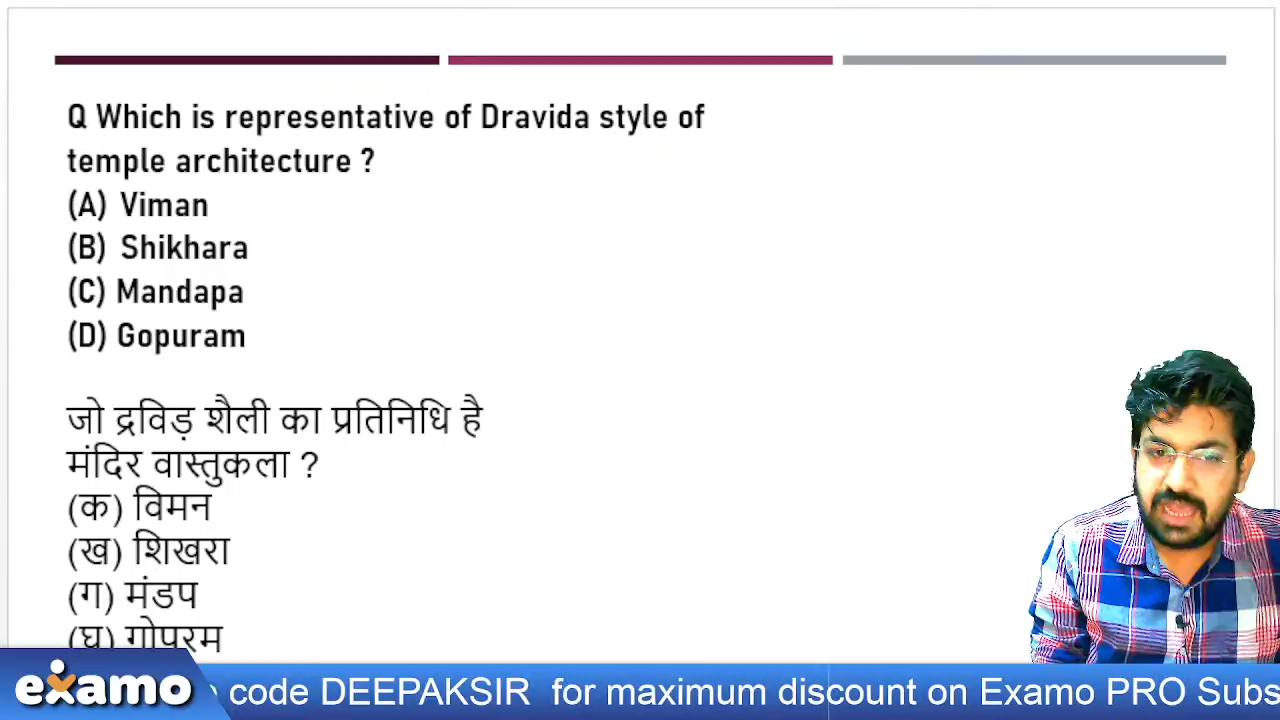 Q Which is representative of Dravida style of
temple architecture ?
(A) Viman
(B) Shikhara
(C) Mandapa
(D) Gopuram
जो द्रविड़ शैली का प्रतिनिधि है
मंदिर वास्तुकला ?
(क) विमन
(ख) शिखरा
(ग) मंडप
(घ) गोपुरम
examo
code DEEPAKSIR for maximum discount on Examo PRO Subs